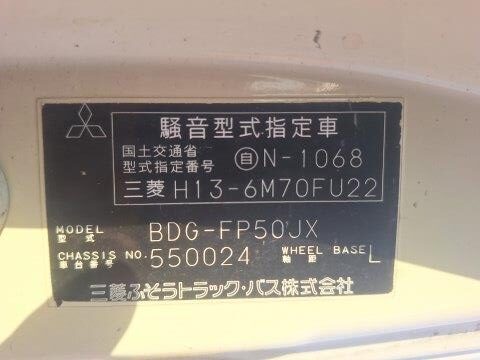 騒音型式指定車
国土交通省
型式指定番号 自N-1068
三菱 H13-6M70FU22
MODEL
型式 BDG-FP50JX
CHASSIS NO. 550024 WHEEL BASE L
車台番号 軸距
三菱ふそうトラック・バス株式会社